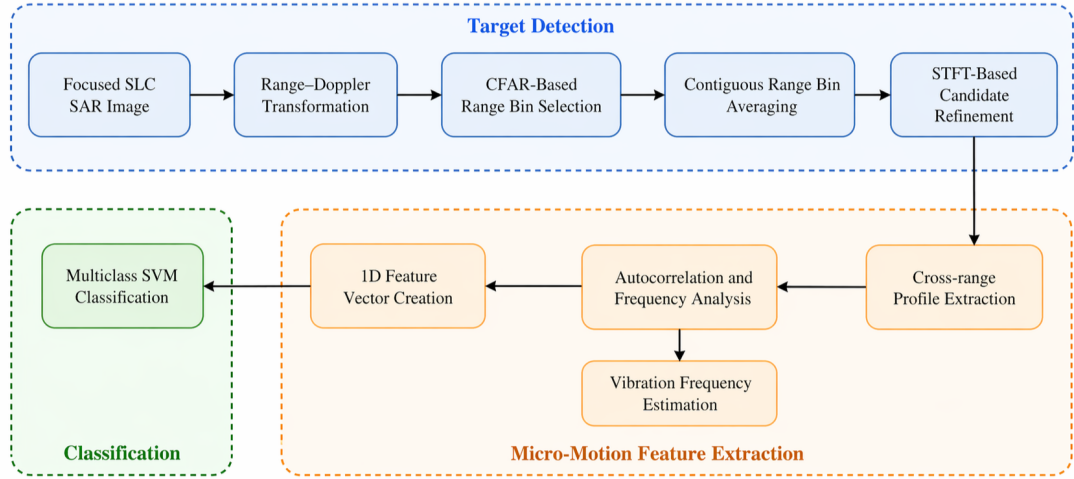 Target Detection
Focused SLC
SAR Image
Range–Doppler
Transformation
CFAR-Based
Range Bin Selection
Contiguous Range Bin
Averaging
STFT-Based
Candidate
Refinement
Cross-range
Profile Extraction
Autocorrelation and
Frequency Analysis
Vibration Frequency
Estimation
1D Feature
Vector Creation
Micro-Motion Feature Extraction
Multiclass SVM
Classification
Classification